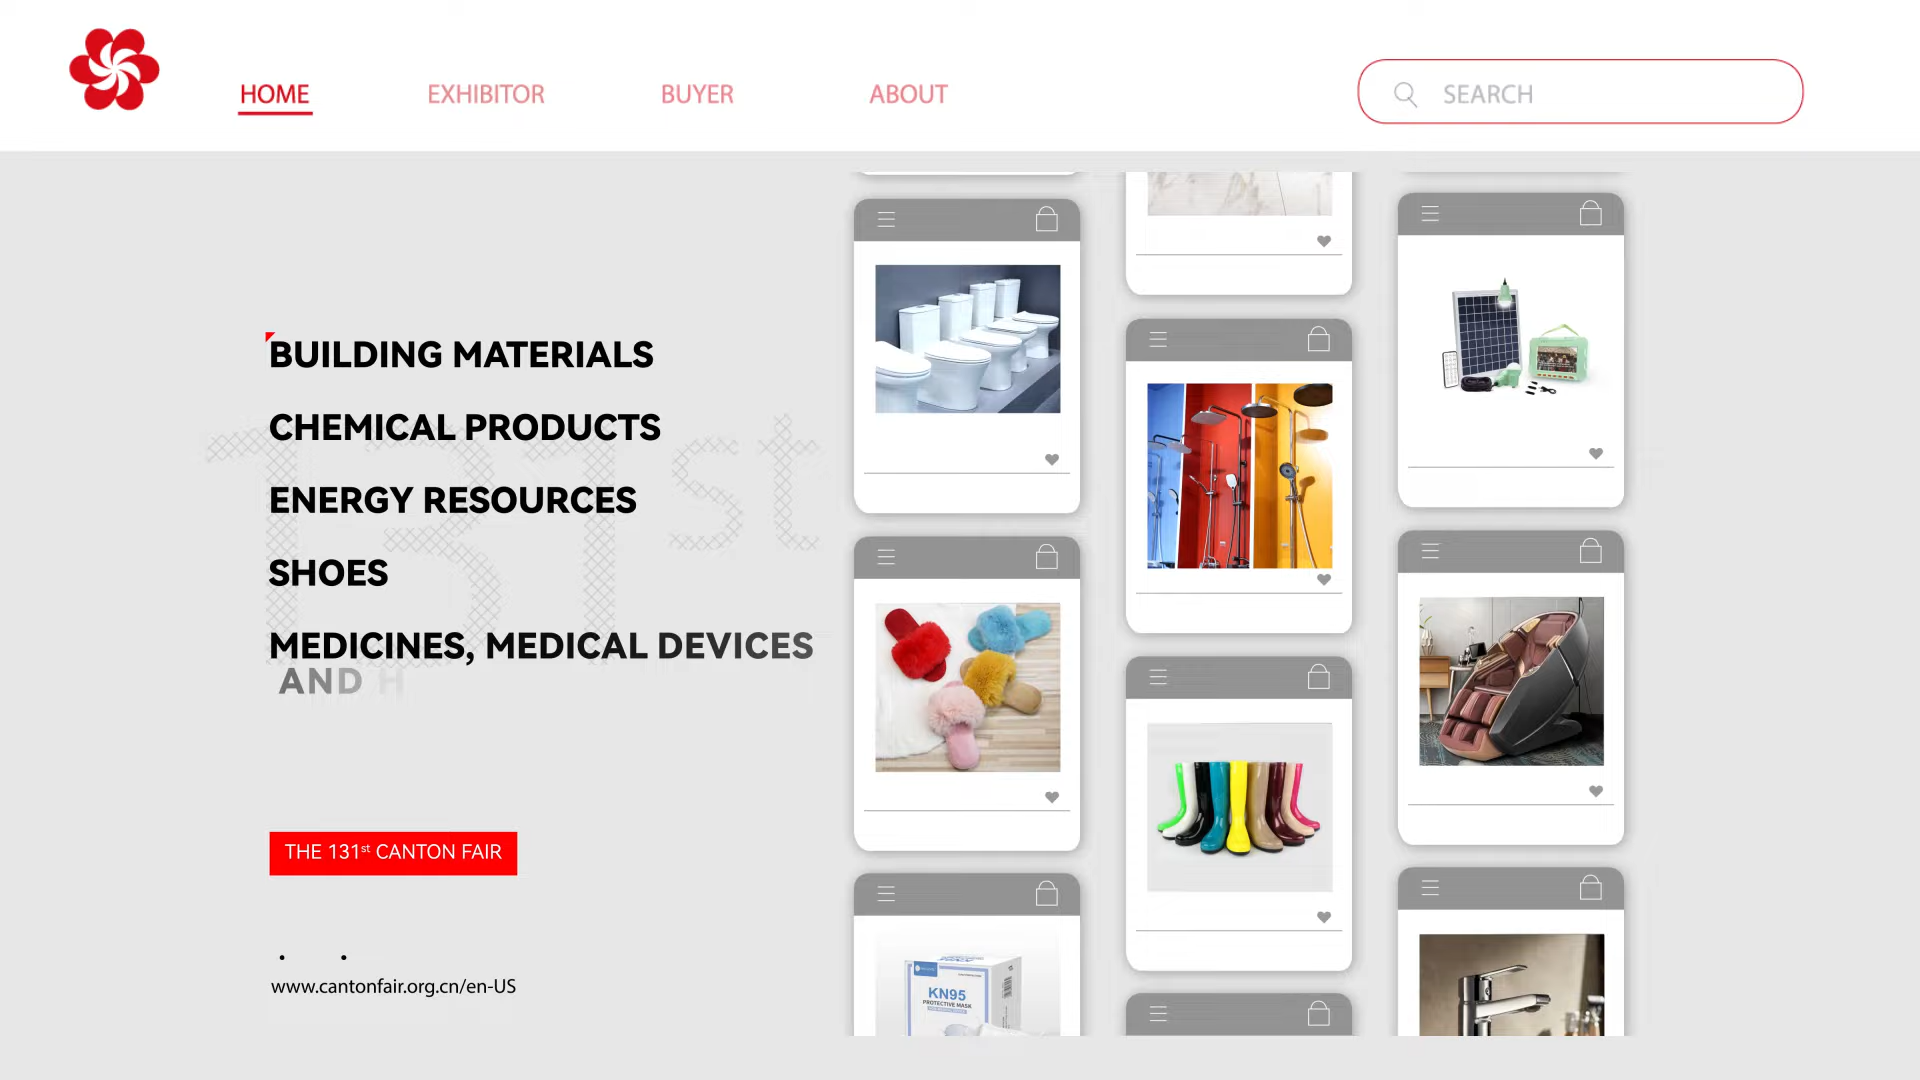 HOME
EXHIBITOR
BUYER
ABOUT
SEARCH
BUILDING MATERIALS
CHEMICAL PRODUCTS
ENERGY RESOURCES
SHOES
MEDICINES, MEDICAL DEVICES
AND H
131st
THE 131st CANTON FAIR
www.cantonfair.org.cn/en-US
KN95
PROTECTIVE MASK